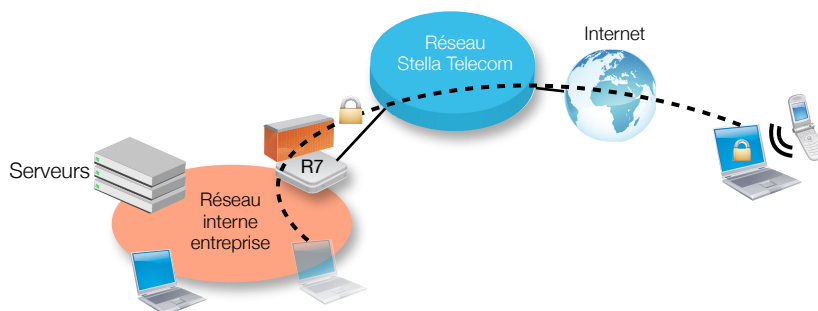 Internet
Réseau
Stella Telecom
R7
Serveurs
Réseau
interne
entreprise